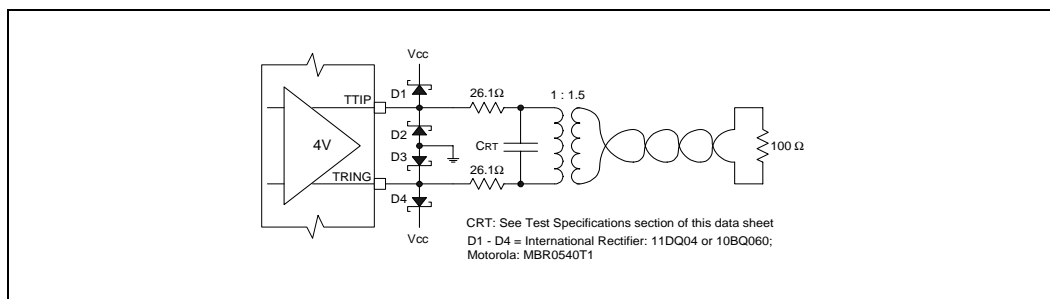 Vcc
D1
TTIP
26.1Ω
1 : 1.5
D2
4V
CRT
100 Ω
D3
TRING
26.1Ω
D4
Vcc
CRT: See Test Specifications section of this data sheet
D1 - D4 = International Rectifier: 11DQ04 or 10BQ060;
Motorola: MBR0540T1